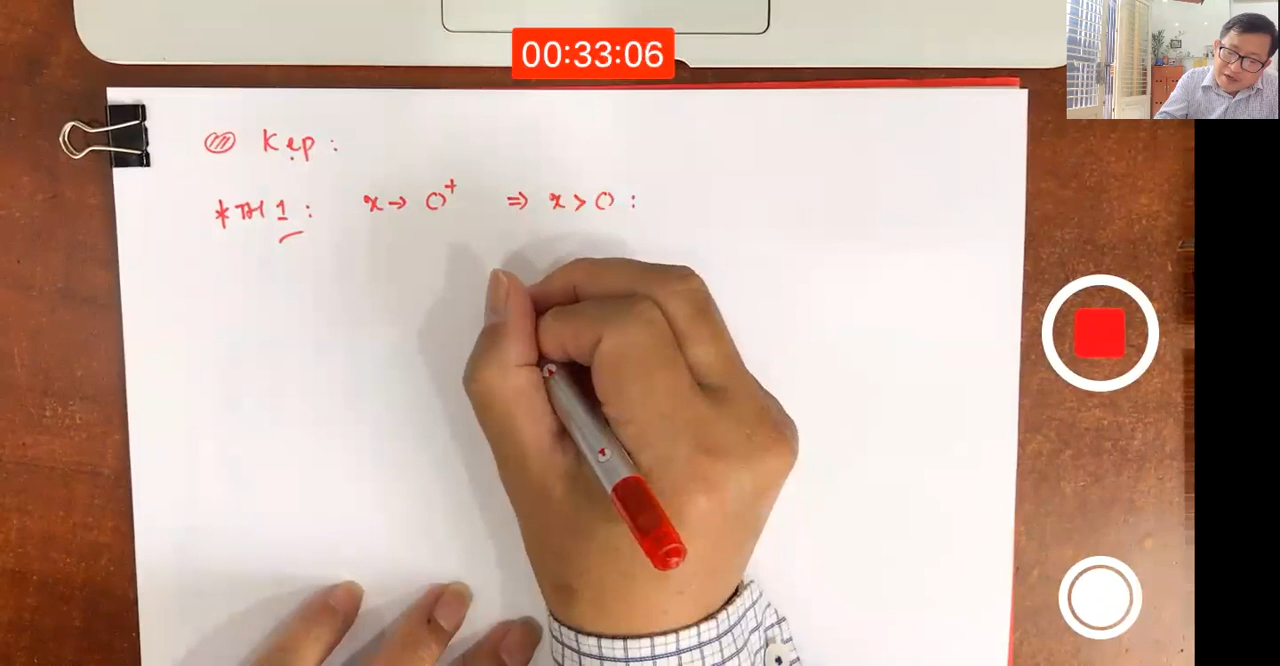 00:33:06
Kẹp :
* TH 1 : x → 0⁺ ⇒ x > 0 :